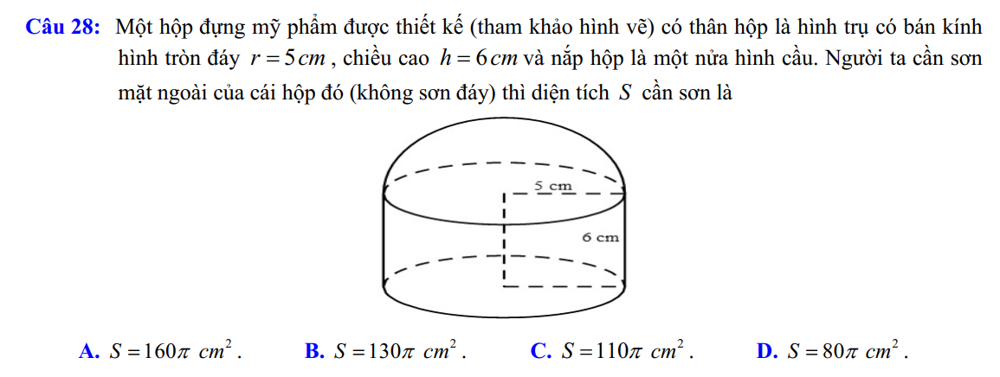 Câu 28: Một hộp đựng mỹ phẩm được thiết kế (tham khảo hình vẽ) có thân hộp là hình trụ có bán kính
hình tròn đáy r = 5cm , chiều cao h = 6cm và nắp hộp là một nửa hình cầu. Người ta cần sơn
mặt ngoài của cái hộp đó (không sơn đáy) thì diện tích S cần sơn là
5 cm
6 cm
A. S = 160π cm². B. S = 130π cm². C. S = 110π cm². D. S = 80π cm².